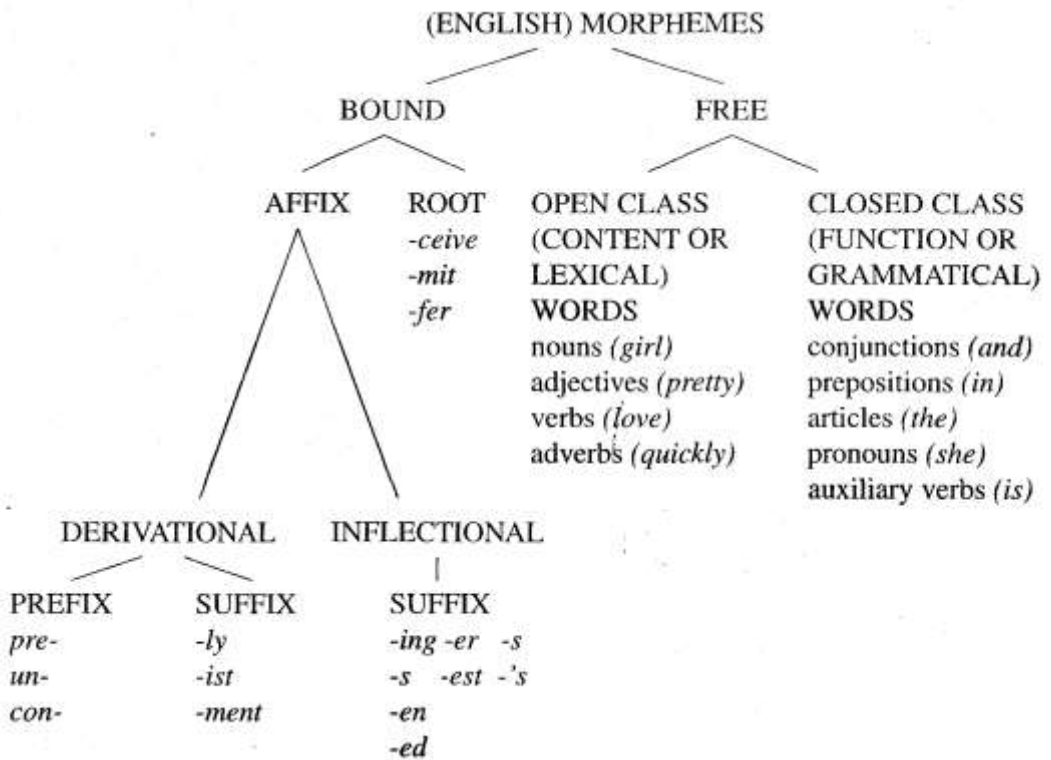 (ENGLISH) MORPHEMES
BOUND FREE
AFFIX ROOT OPEN CLASS CLOSED CLASS
-ceive (CONTENT OR (FUNCTION OR
-mit LEXICAL) GRAMMATICAL)
-fer WORDS WORDS
nouns (girl) conjunctions (and)
adjectives (pretty) prepositions (in)
verbs (love) articles (the)
adverbs (quickly) pronouns (she)
auxiliary verbs (is)
DERIVATIONAL INFLECTIONAL
PREFIX SUFFIX SUFFIX
pre- -ly -ing -er -s
un- -ist -s -est -'s
con- -ment -en
-ed